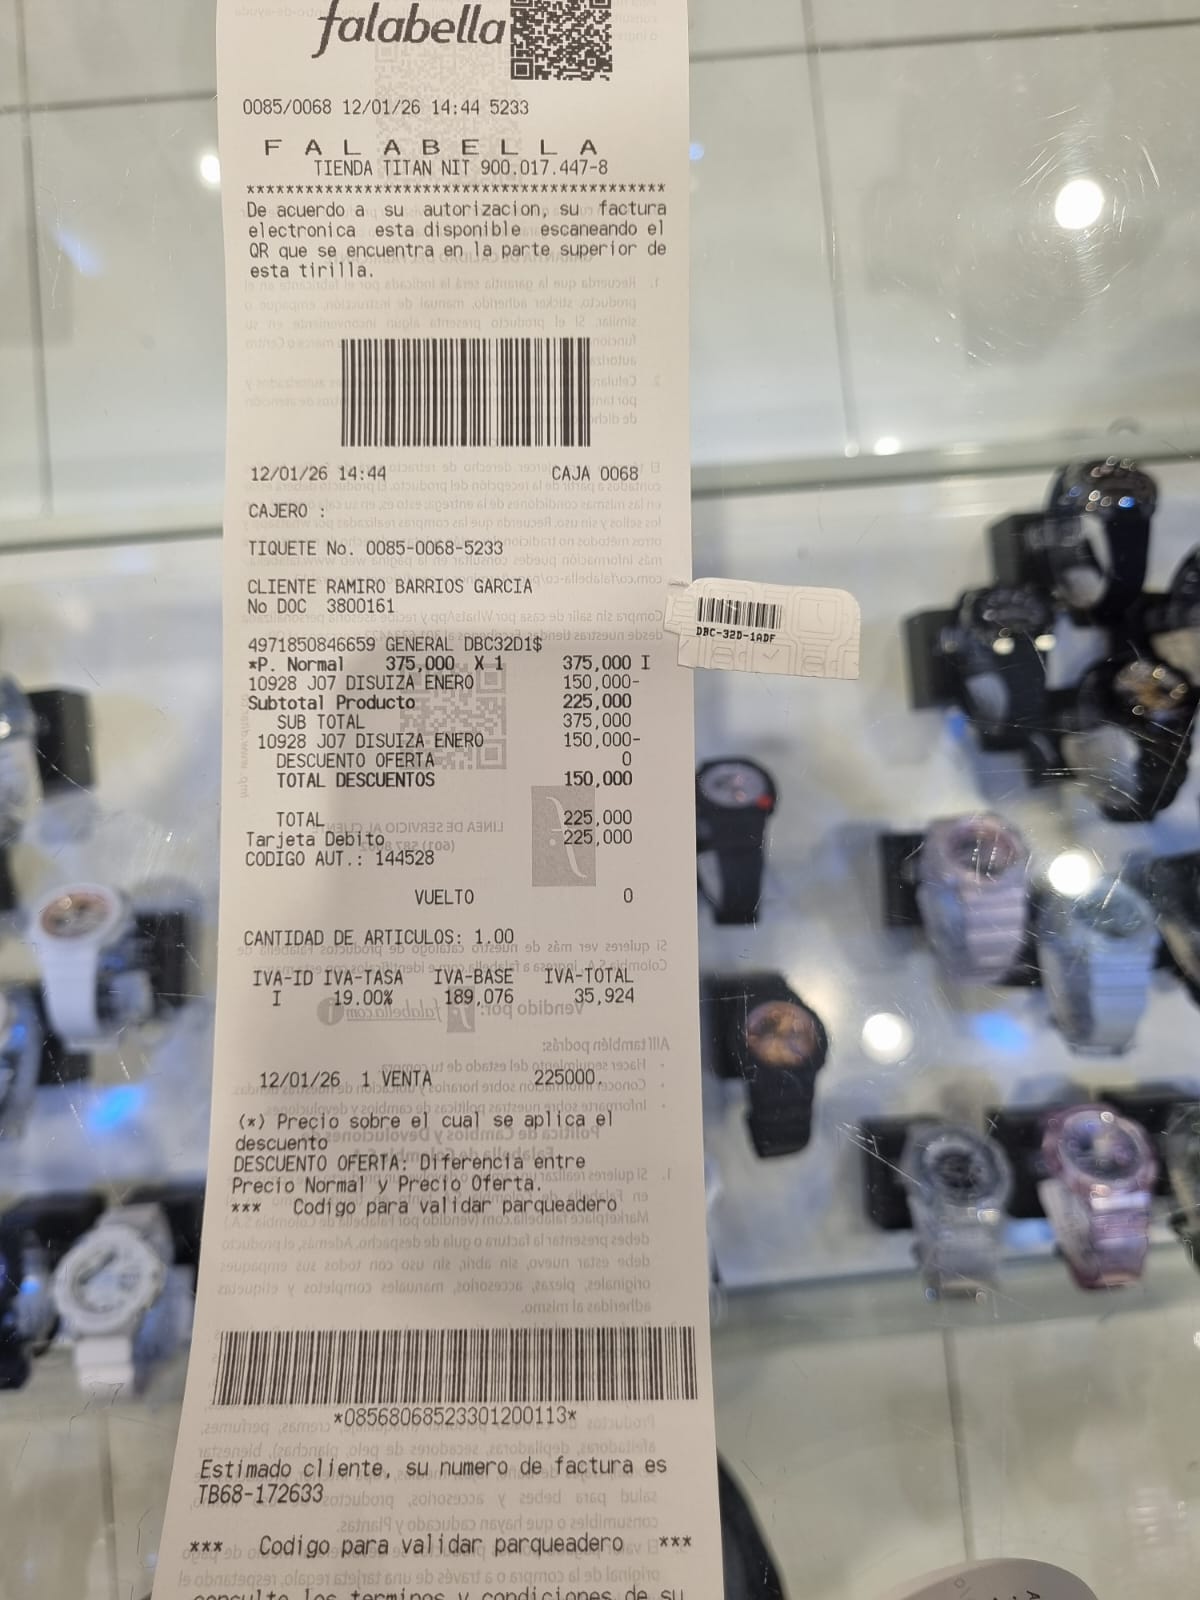 falabella
0085/0068 12/01/26 14:44 5233
F A L A B E L L A
TIENDA TITAN NIT 900.017.447-8
*******************************************
De acuerdo a su autorizacion, su factura
electronica esta disponible escaneando el
QR que se encuentra en la parte superior de
esta tirilla.
12/01/26 14:44 CAJA 0068
CAJERO :
TIQUETE No. 0085-0068-5233
CLIENTE RAMIRO BARRIOS GARCIA
No DOC 3800161
4971850846659 GENERAL DBC32D1$
*P. Normal 375,000 X 1 375,000 I
10928 J07 DISUIZA ENERO 150,000-
Subtotal Producto 225,000
SUB TOTAL 375,000
10928 J07 DISUIZA ENERO 150,000-
DESCUENTO OFERTA 0
TOTAL DESCUENTOS 150,000
TOTAL 225,000
Tarjeta Debito 225,000
CODIGO AUT.: 144528
VUELTO 0
CANTIDAD DE ARTICULOS: 1.00
IVA-ID IVA-TASA IVA-BASE IVA-TOTAL
I 19.00% 189,076 35,924
12/01/26 1 VENTA 225000.
(*) Precio sobre el cual se aplica el
descuento
DESCUENTO OFERTA: Diferencia entre
Precio Normal y Precio Oferta.
*** Codigo para validar parqueadero
*08568068523301200113*
Estimado cliente, su numero de factura es
TB68-172633
*** Codigo para validar parqueadero ***
consulte los terminos y condiciones de su
DBC-32D-1ADF